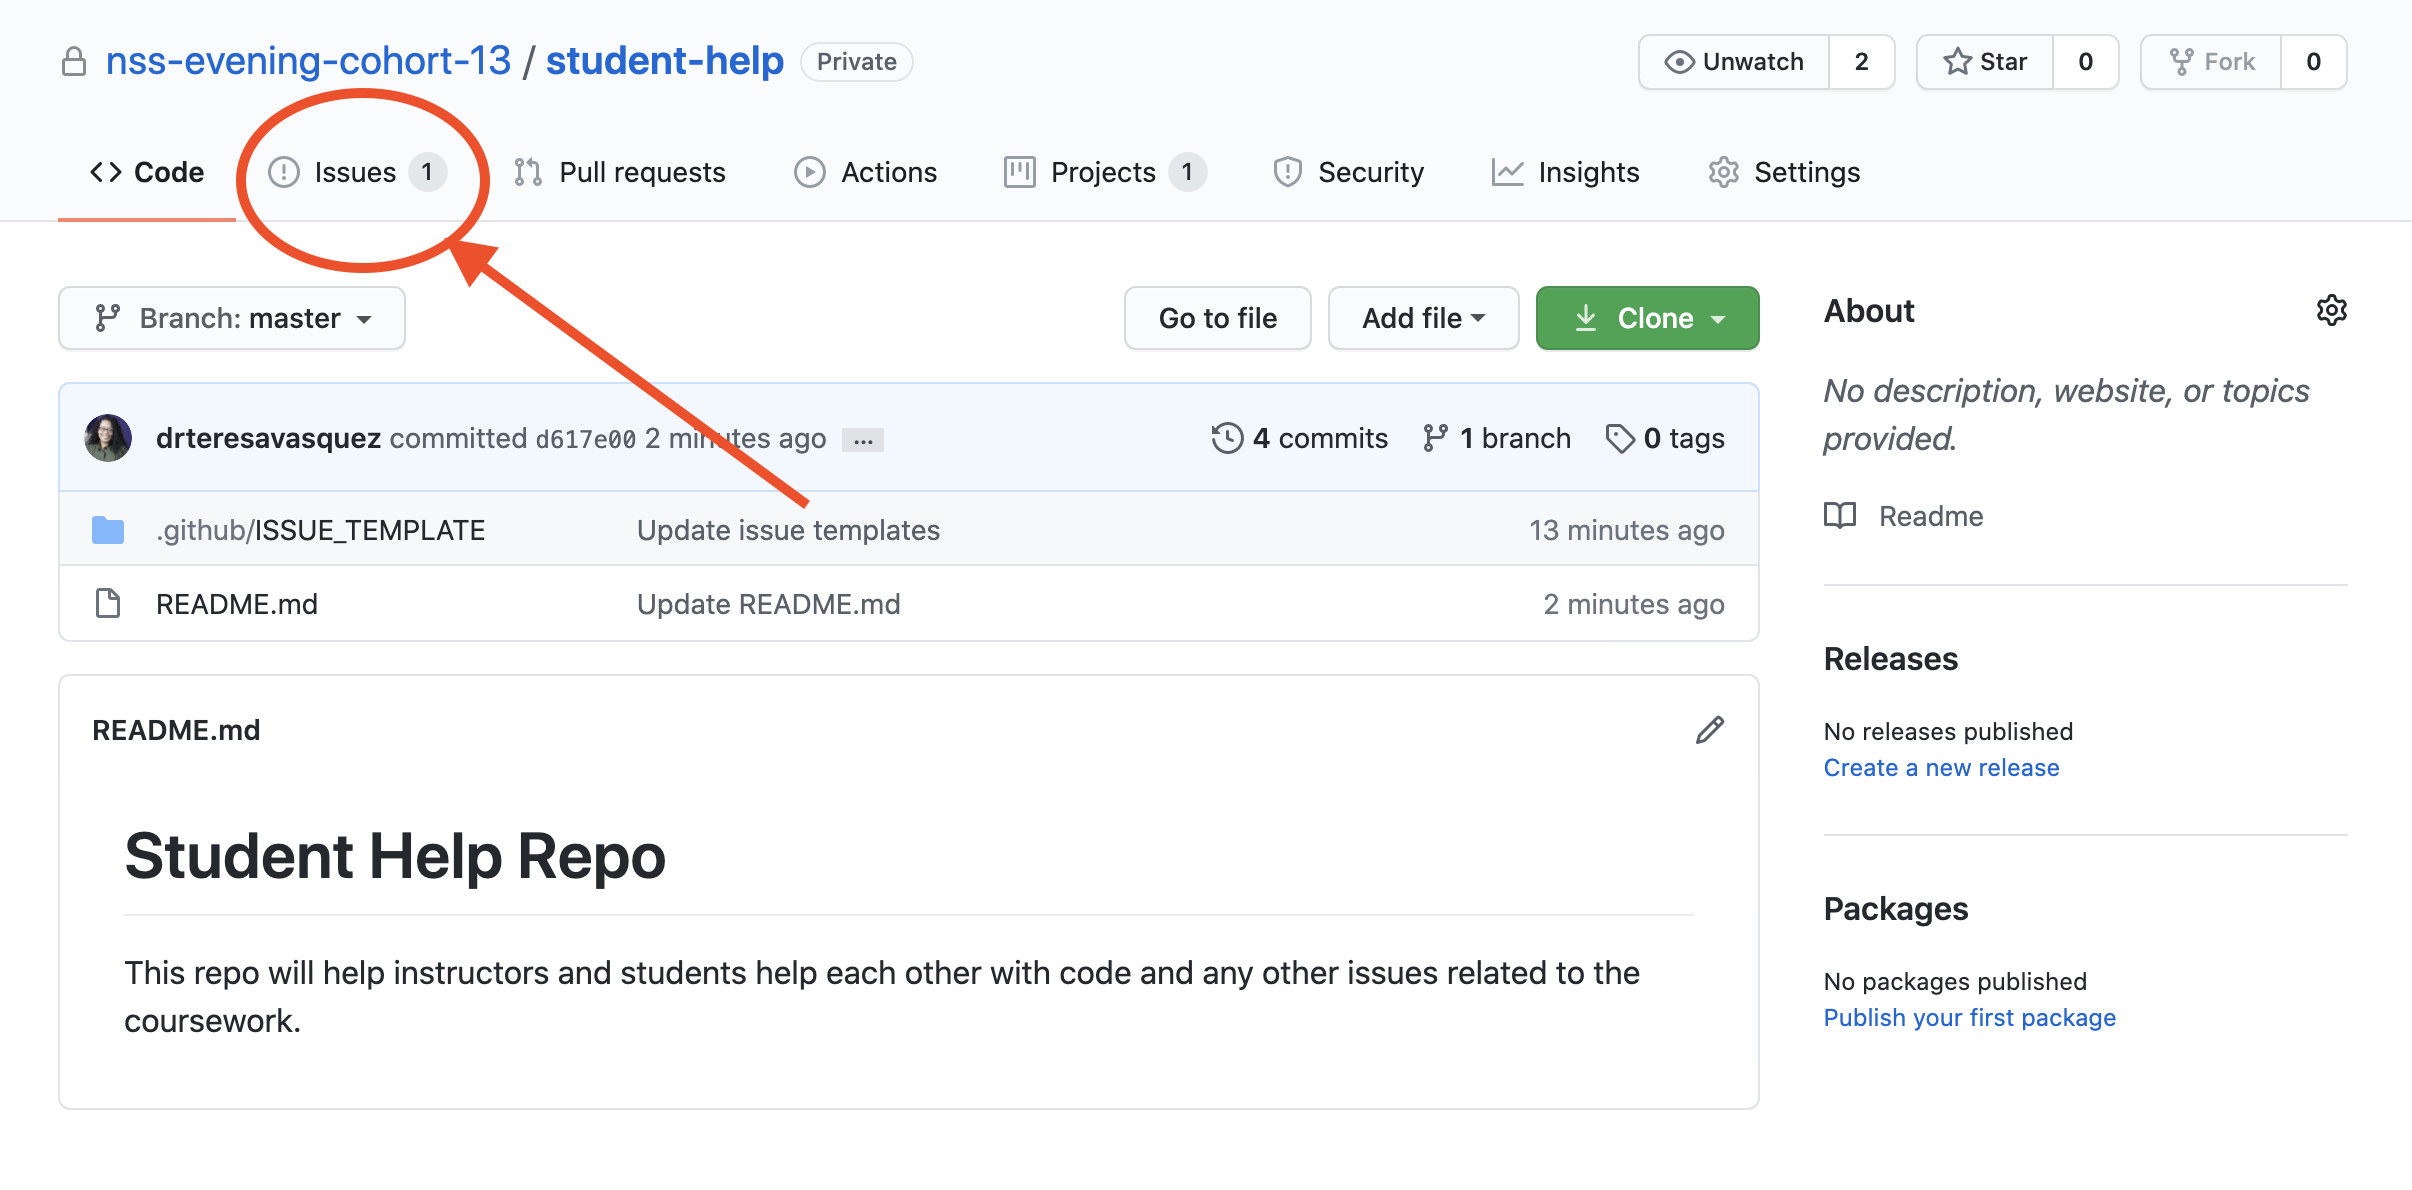 nss-evening-cohort-13 / student-help Private Unwatch 2 Star 0 Fork 0
Code Issues 1 Pull requests Actions Projects 1 Security Insights Settings
Branch: master Go to file Add file Clone
drteresavasquez committed d617e00 2 minutes ago ... 4 commits 1 branch 0 tags
.github/ISSUE_TEMPLATE Update issue templates 13 minutes ago
README.md Update README.md 2 minutes ago
README.md
Student Help Repo
This repo will help instructors and students help each other with code and any other issues related to the
coursework.
About
No description, website, or topics
provided.
Readme
Releases
No releases published
Create a new release
Packages
No packages published
Publish your first package